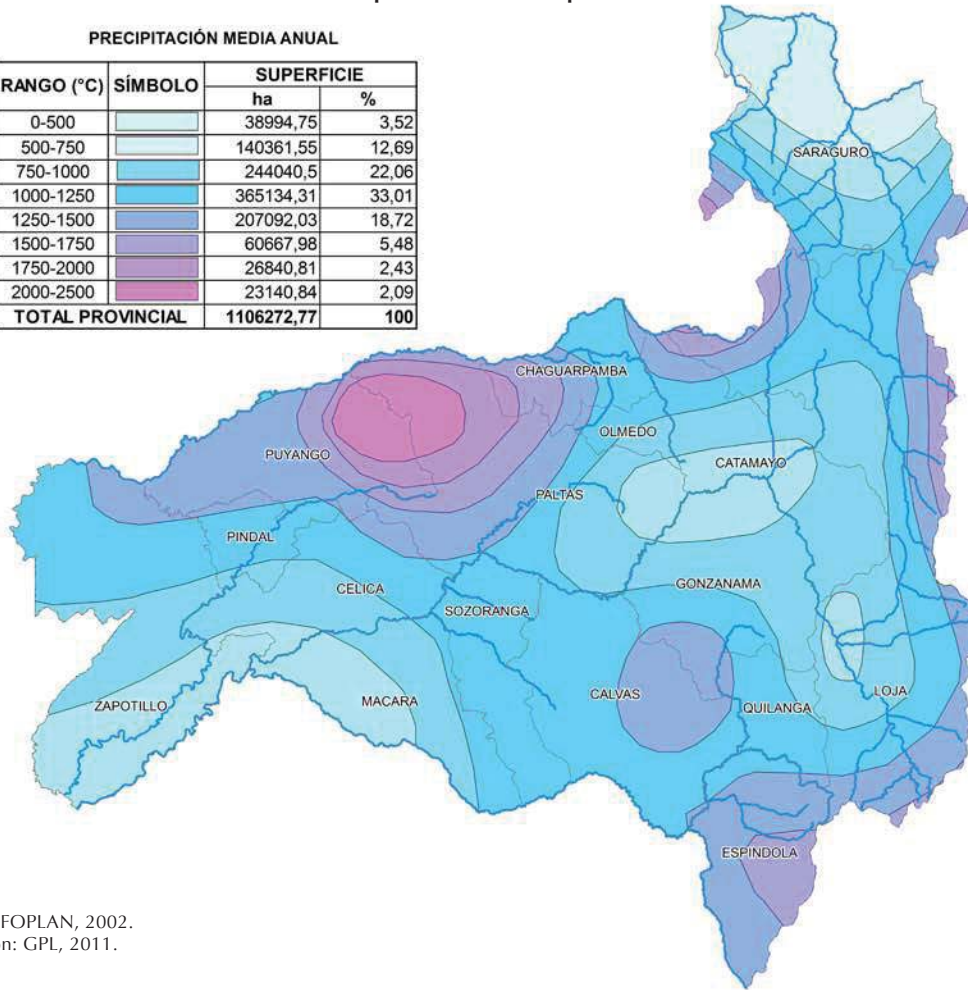 PRECIPITACIÓN MEDIA ANUAL
RANGO (°C) SÍMBOLO SUPERFICIE
ha %
0-500 38994,75 3,52
500-750 140361,55 12,69
750-1000 244040,5 22,06
1000-1250 365134,31 33,01
1250-1500 207092,03 18,72
1500-1750 60667,98 5,48
1750-2000 26840,81 2,43
2000-2500 23140,84 2,09
TOTAL PROVINCIAL 1106272,77 100
SARAGURO
CHAGUARPAMBA
OLMEDO
PUYANGO
CATAMAYO
PALTAS
PINDAL
CELICA
GONZANAMA
SOZORANGA
ZAPOTILLO
MACARA
CALVAS
QUILANGA
LOJA
ESPINDOLA
FOPLAN, 2002.
n: GPL, 2011.